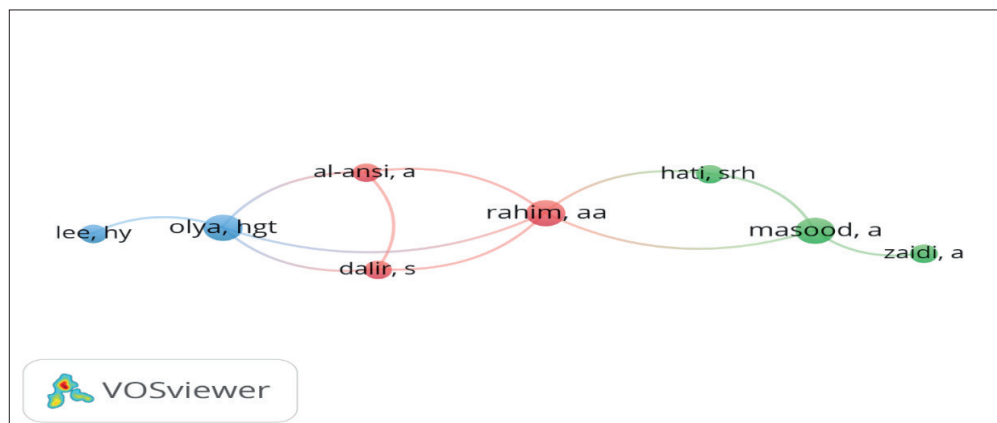 lee, hy
olya, hgt
al-ansi, a
dalir, s
rahim, aa
hati, srh
masood, a
zaidi, a
VOSviewer